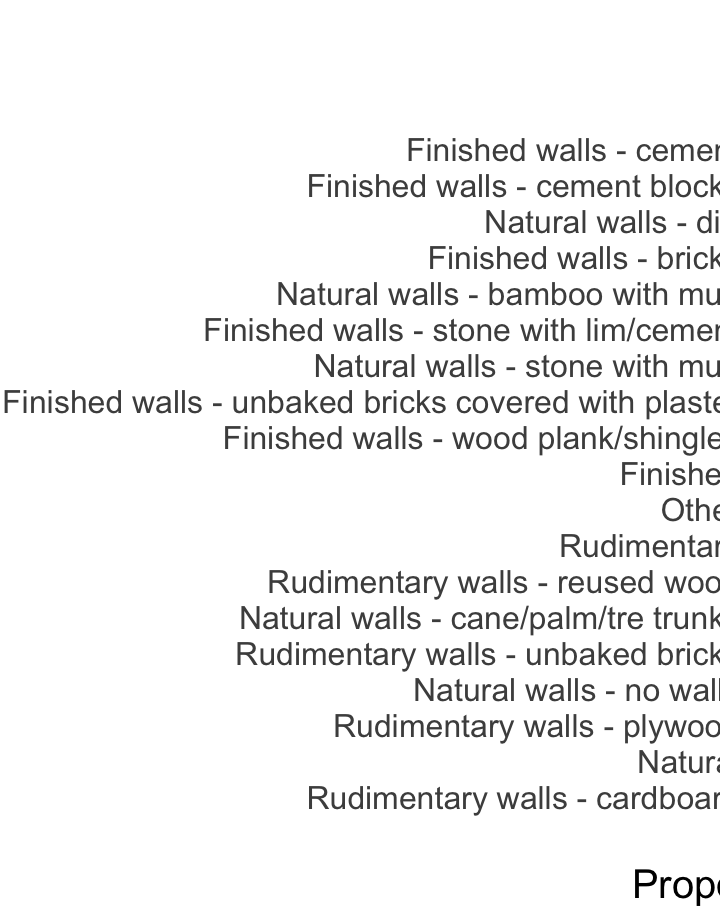 Finished walls - cemen
Finished walls - cement block
Natural walls - di
Finished walls - brick
Natural walls - bamboo with mu
Finished walls - stone with lim/cemen
Natural walls - stone with mu
Finished walls - unbaked bricks covered with plaste
Finished walls - wood plank/shingle
Finishe
Othe
Rudimentar
Rudimentary walls - reused woo
Natural walls - cane/palm/tre trunk
Rudimentary walls - unbaked brick
Natural walls - no wall
Rudimentary walls - plywoo
Natura
Rudimentary walls - cardboar
Prope